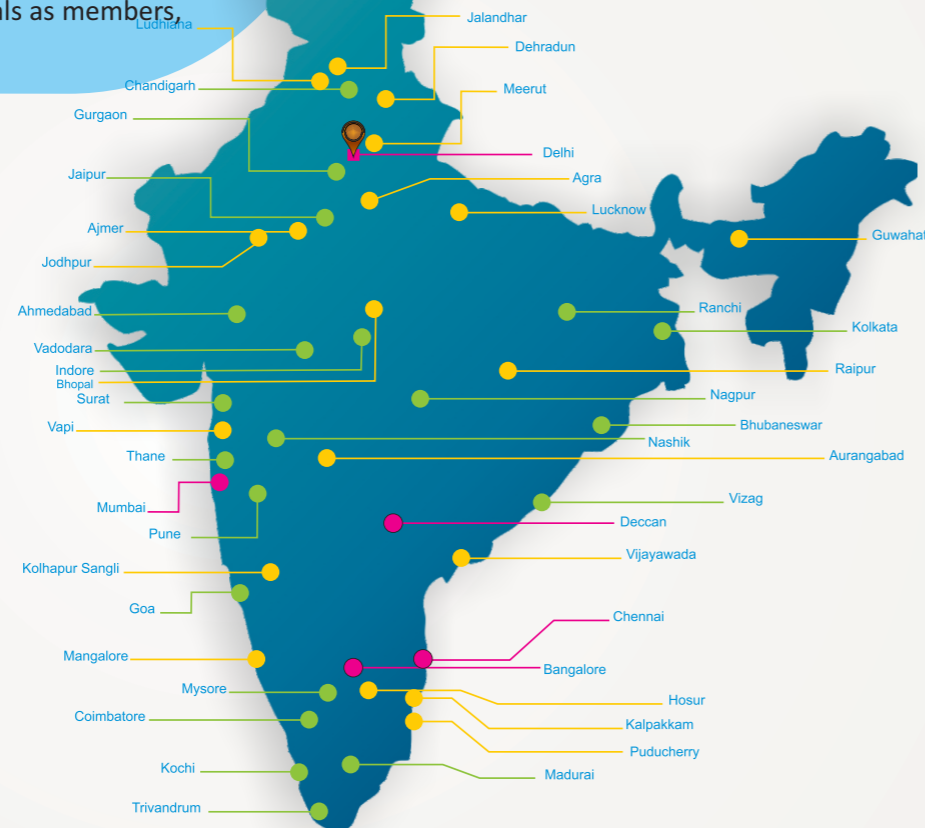 als as members,
Ludhiana
Jalandhar
Dehradun
Chandigarh
Meerut
Gurgaon
Delhi
Jaipur
Agra
Lucknow
Ajmer
Guwahat
Jodhpur
Ahmedabad
Ranchi
Kolkata
Vadodara
Indore
Raipur
Bhopal
Surat
Nagpur
Vapi
Bhubaneswar
Nashik
Thane
Aurangabad
Mumbai
Vizag
Pune
Deccan
Vijayawada
Kolhapur Sangli
Goa
Chennai
Mangalore
Bangalore
Mysore
Hosur
Coimbatore
Kalpakkam
Puducherry
Kochi
Madurai
Trivandrum